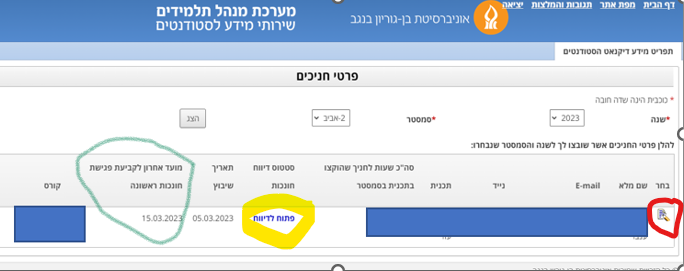 דף הבית מפת אתר תגובות והמלצות יציאה
אוניברסיטת בן-גוריון בנגב
מערכת מנהל תלמידים
שירותי מידע לסטודנטים
תפריט מידע דיקנאט הסטודנטים
פרטי חניכים
* כוכבית הינה שדה חובה
*שנה 2023 *סמסטר 2-אביב הצג
להלן פרטי החניכים אשר שובצו לך לשנה והסמסטר שנבחרו:
בחר שם מלא E-mail נייד תכנית סה"כ שעות לחניך שהוקצו בתכנית בסמסטר סטטוס דיווח חונכות תאריך שיבוץ מועד אחרון לקביעת פגישת חונכות ראשונה קורס
פתוח לדיווח 05.03.2023 15.03.2023